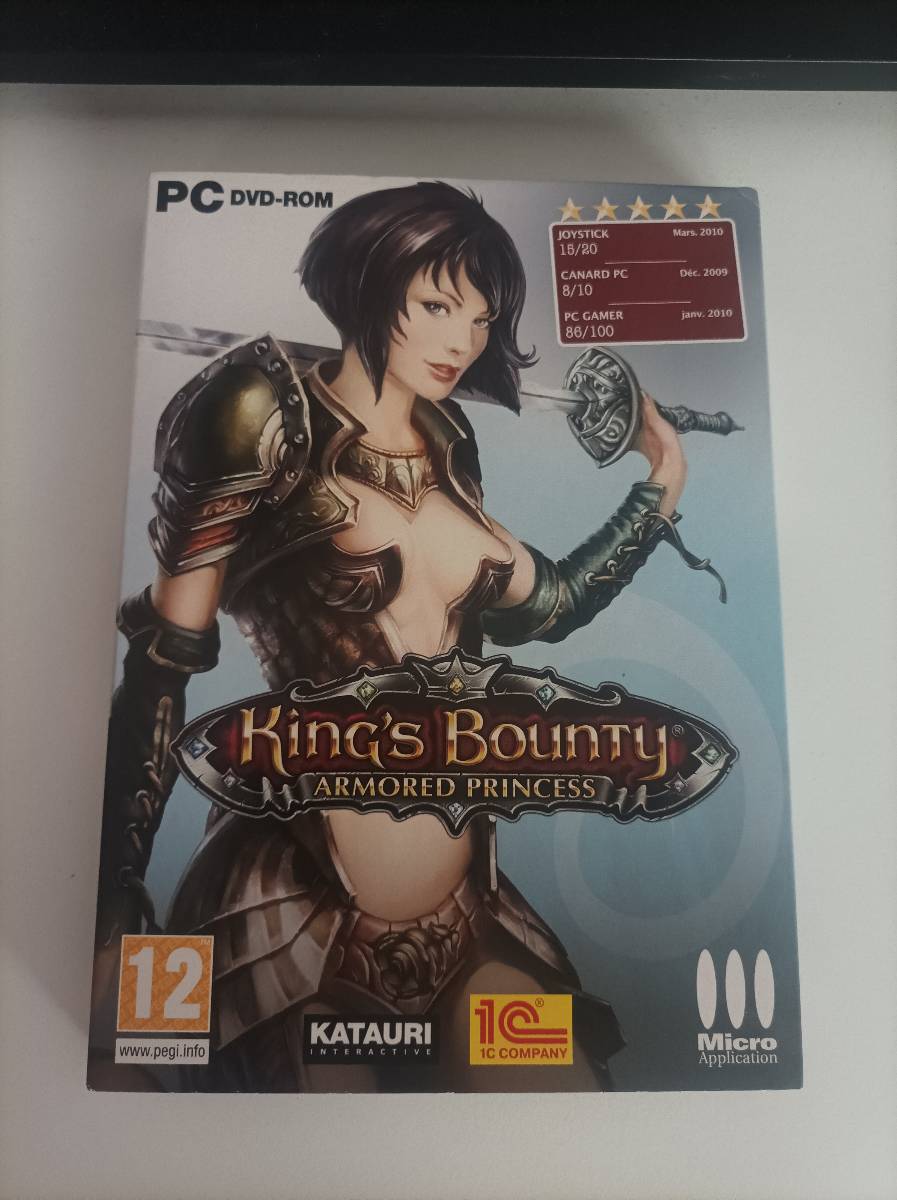 PC DVD-ROM
JOYSTICK Mars. 2010
15/20
CANARD PC Déc. 2009
8/10
PC GAMER janv. 2010
86/100
KING'S BOUNTY®
ARMORED PRINCESS
12™
www.pegi.info
KATAURI
INTERACTIVE
1C®
1C COMPANY
Micro
Application